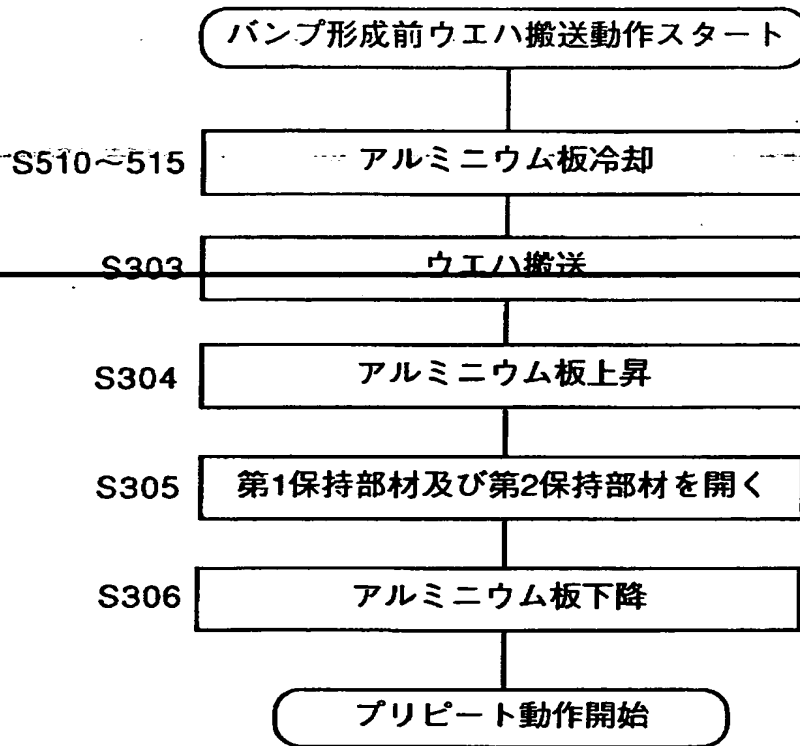 バンプ形成前ウエハ搬送動作スタート
S510～515 アルミニウム板冷却
S303 ウエハ搬送
S304 アルミニウム板上昇
S305 第1保持部材及び第2保持部材を開く
S306 アルミニウム板下降
プリピート動作開始